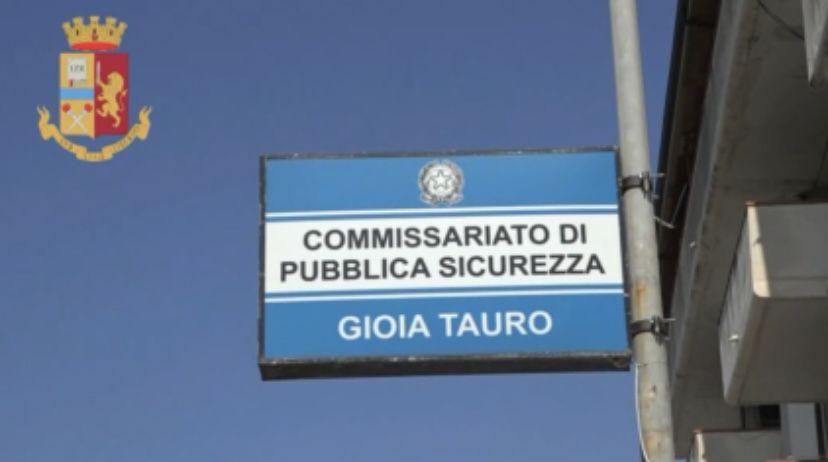 COMMISSARIATO DI
PUBBLICA SICUREZZA
GIOIA TAURO